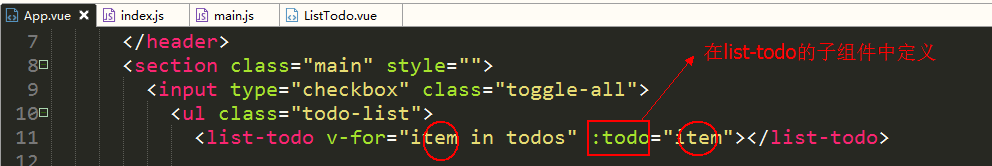 App.vue index.js main.js ListTodo.vue
7 </header>
在list-todo的子组件中定义
8 <section class="main" style="">
9 <input type="checkbox" class="toggle-all">
10 <ul class="todo-list">
11 <list-todo v-for="item in todos" :todo="item"></list-todo>
12